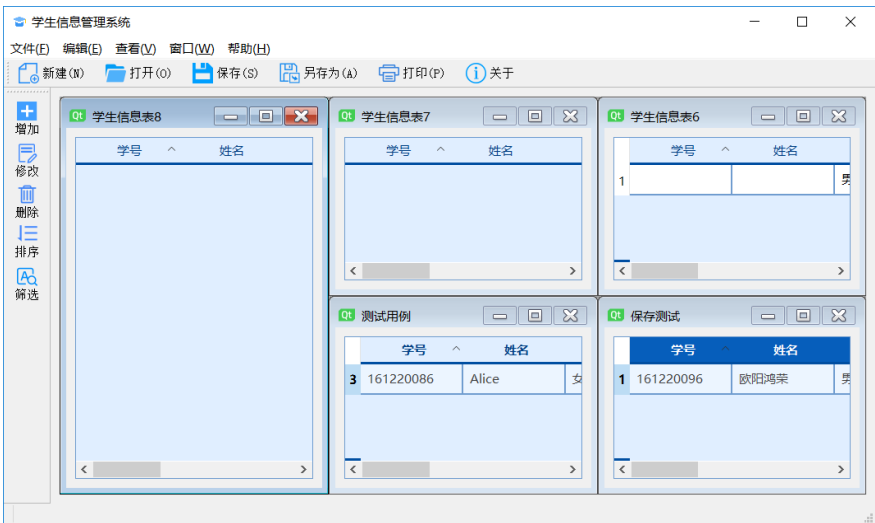 学生信息管理系统
文件(F) 编辑(E) 查看(V) 窗口(W) 帮助(H)
新建(N) 打开(O) 保存(S) 另存为(A) 打印(P) 关于
增加
修改
删除
排序
筛选
Qt 学生信息表8
学号 姓名
Qt 学生信息表7
学号 姓名
Qt 学生信息表6
学号 姓名
1 男
Qt 测试用例
学号 姓名
3 161220086 Alice 女
Qt 保存测试
学号 姓名
1 161220096 欧阳鸿荣 男